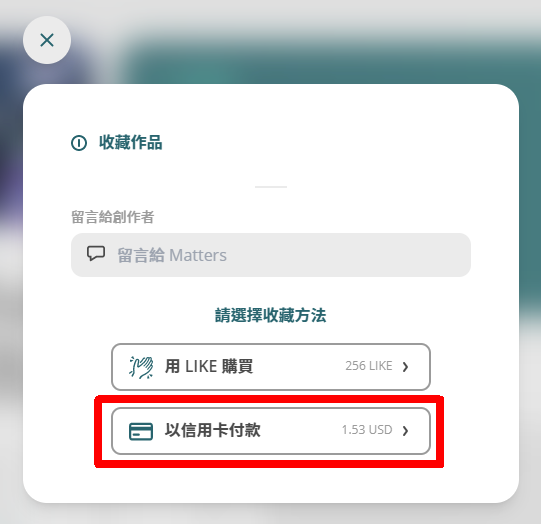 收藏作品
留言給創作者
留言給 Matters
請選擇收藏方法
用 LIKE 購買 256 LIKE
以信用卡付款 1.53 USD